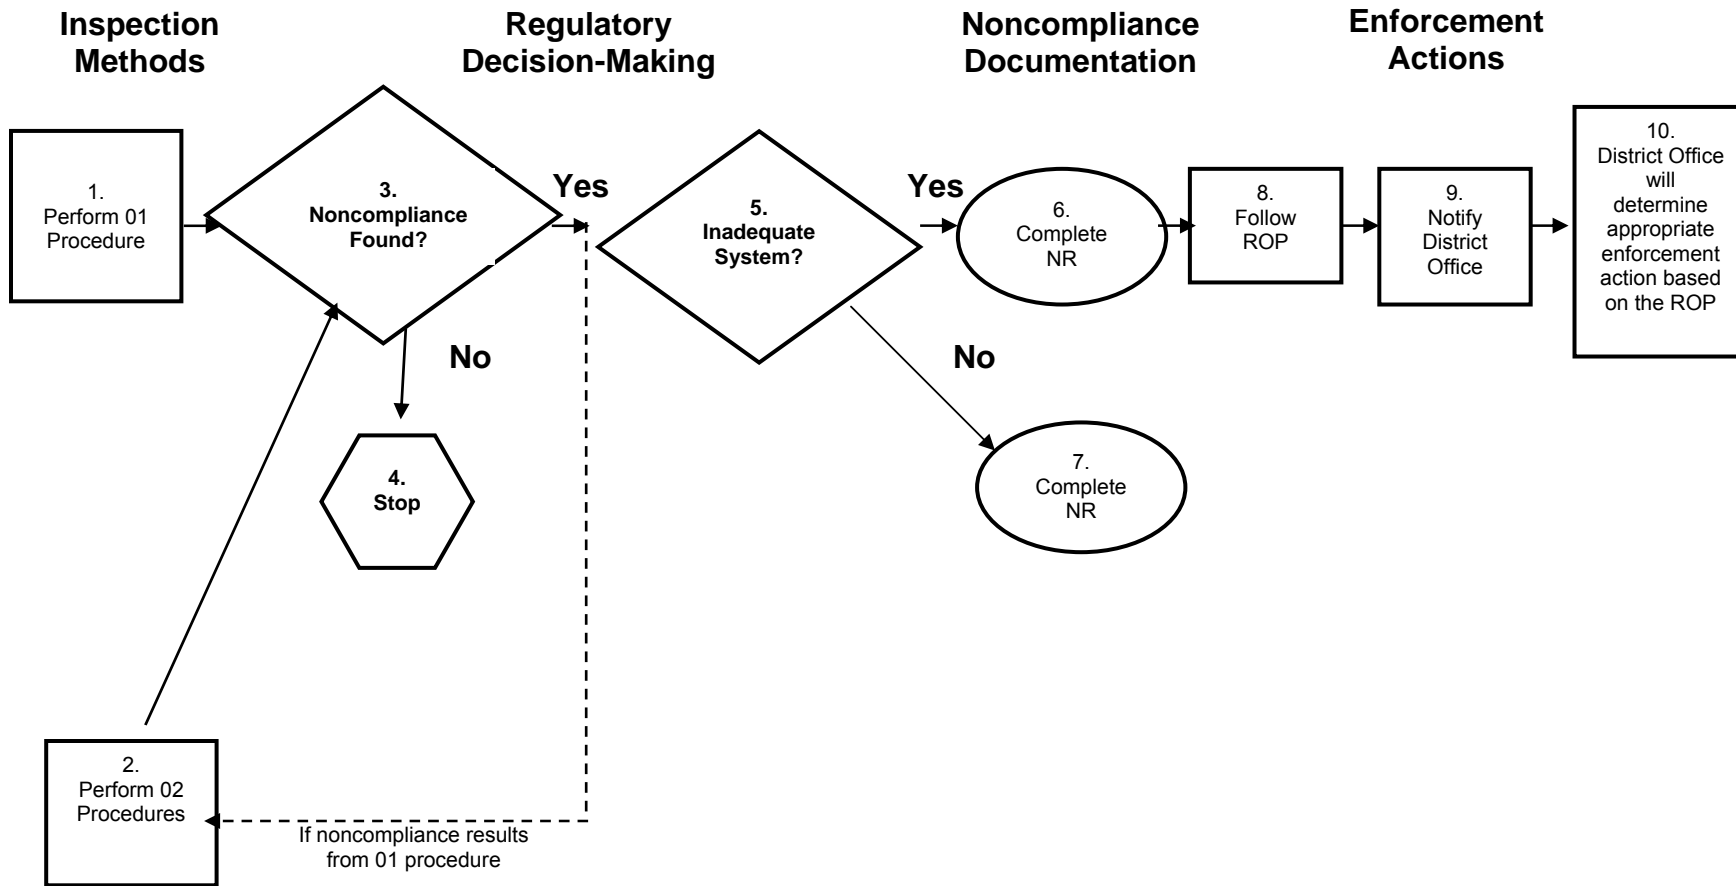 Inspection
Methods
Regulatory
Decision-Making
Noncompliance
Documentation
Enforcement
Actions
1.
Perform 01
Procedure
3.
Noncompliance
Found?
Yes
5.
Inadequate
System?
Yes
6.
Complete
NR
8.
Follow
ROP
9.
Notify
District
Office
10.
District Office
will
determine
appropriate
enforcement
action based
on the ROP
No
No
4.
Stop
7.
Complete
NR
2.
Perform 02
Procedures
If noncompliance results
from 01 procedure